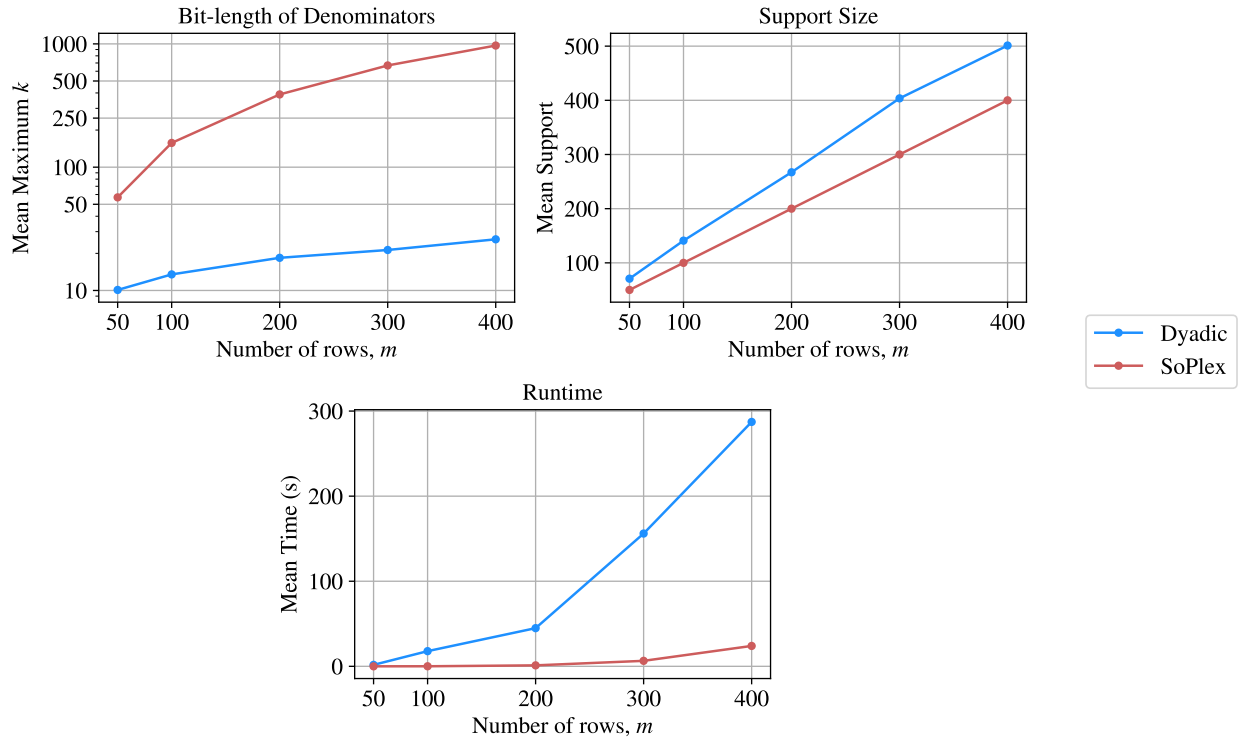 Bit-length of Denominators
Mean Maximum k
1000
500
250
100
50
10
50 100 200 300 400
Number of rows, m
Support Size
Mean Support
500
400
300
200
100
50 100 200 300 400
Number of rows, m
Dyadic
SoPlex
Runtime
Mean Time (s)
300
200
100
0
50 100 200 300 400
Number of rows, m